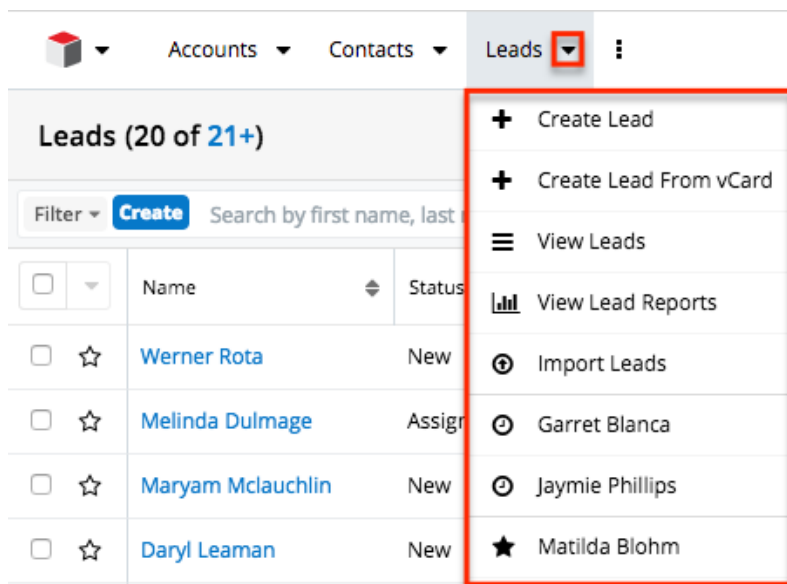 Accounts Contacts Leads
Leads (20 of 21+)
Filter Create Search by first name, last
Name Status
Werner Rota New
Melinda Dulmage Assigr
Maryam Mclauchlin New
Daryl Leaman New
Create Lead
Create Lead From vCard
View Leads
View Lead Reports
Import Leads
Garret Blanca
Jaymie Phillips
Matilda Blohm